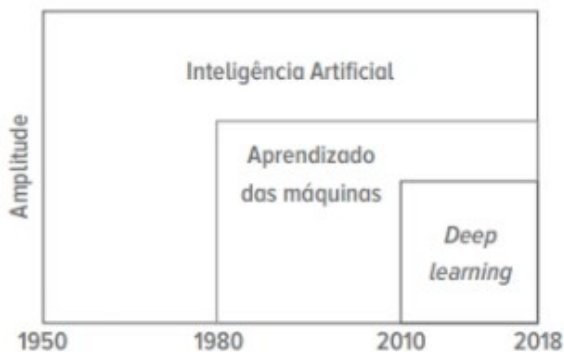 Inteligência Artificial
Amplitude
Aprendizado
das máquinas
Deep
learning
1950 1980 2010 2018